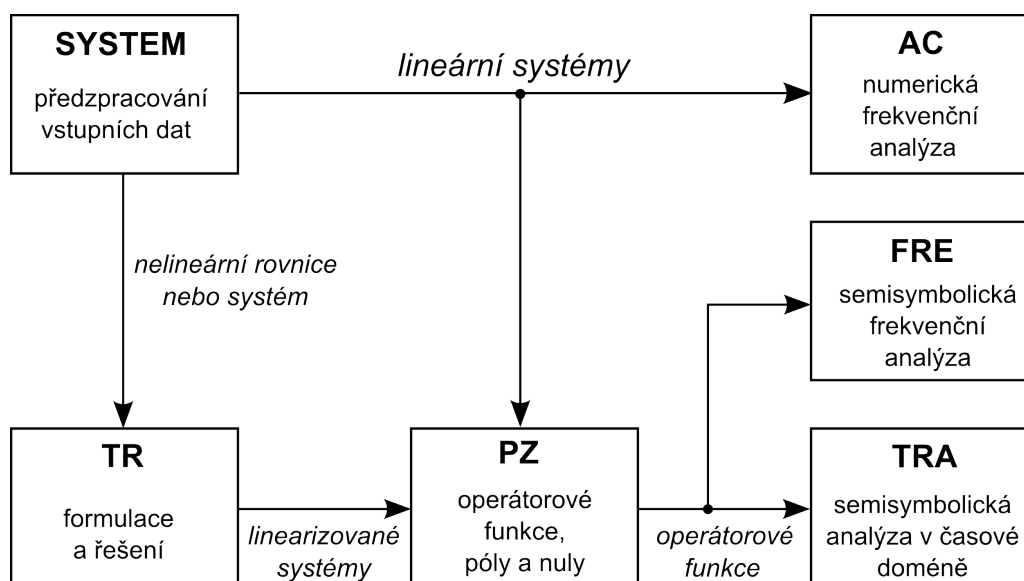 SYSTEM
předzpracování
vstupních dat
lineární systémy
AC
numerická
frekvenční
analýza
nelineární rovnice
nebo systém
FRE
semisymbolická
frekvenční
analýza
TR
formulace
a řešení
linearizované
systémy
PZ
operátorové
funkce,
póly a nuly
operátorové
funkce
TRA
semisymbolická
analýza v časové
doméně